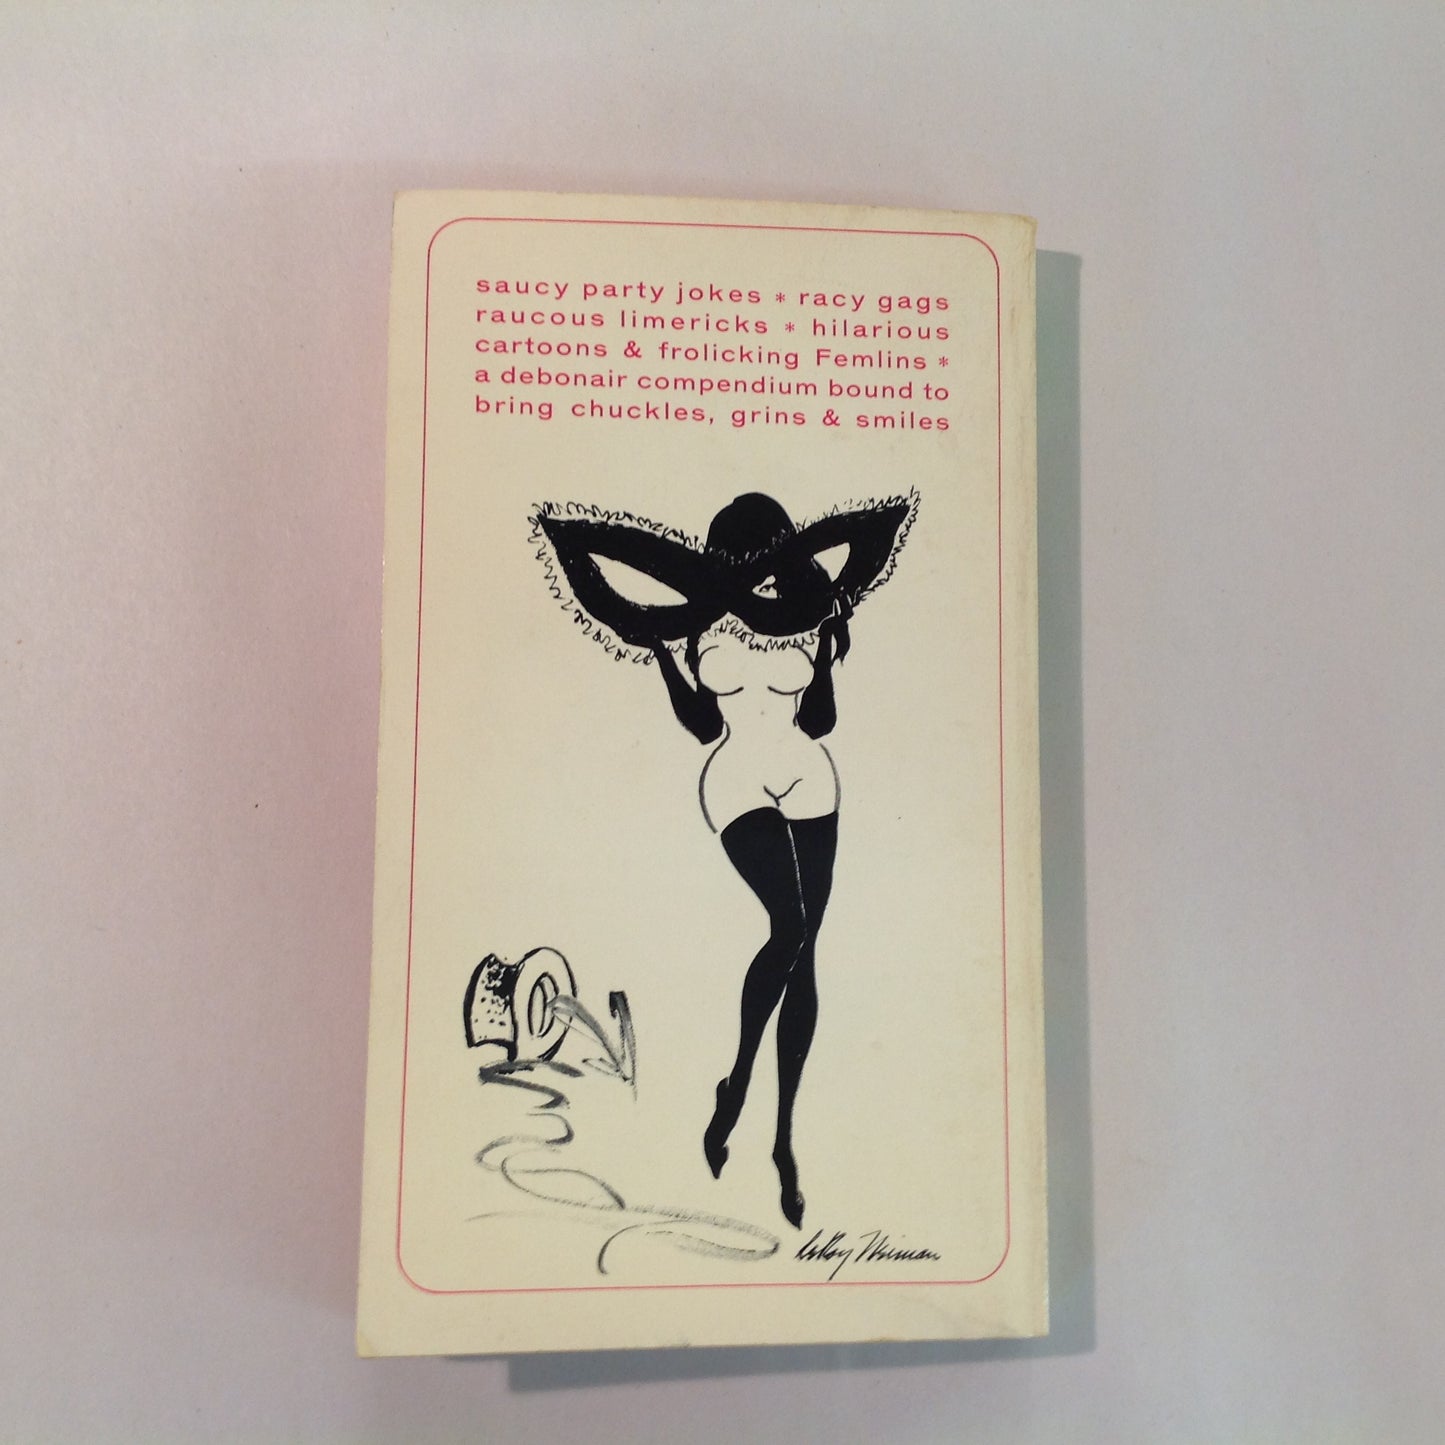 saucy party jokes * racy gags
raucous limericks * hilarious
cartoons & frolicking Femlins *
a debonair compendium bound to
bring chuckles, grins & smiles
LeRoy Neiman